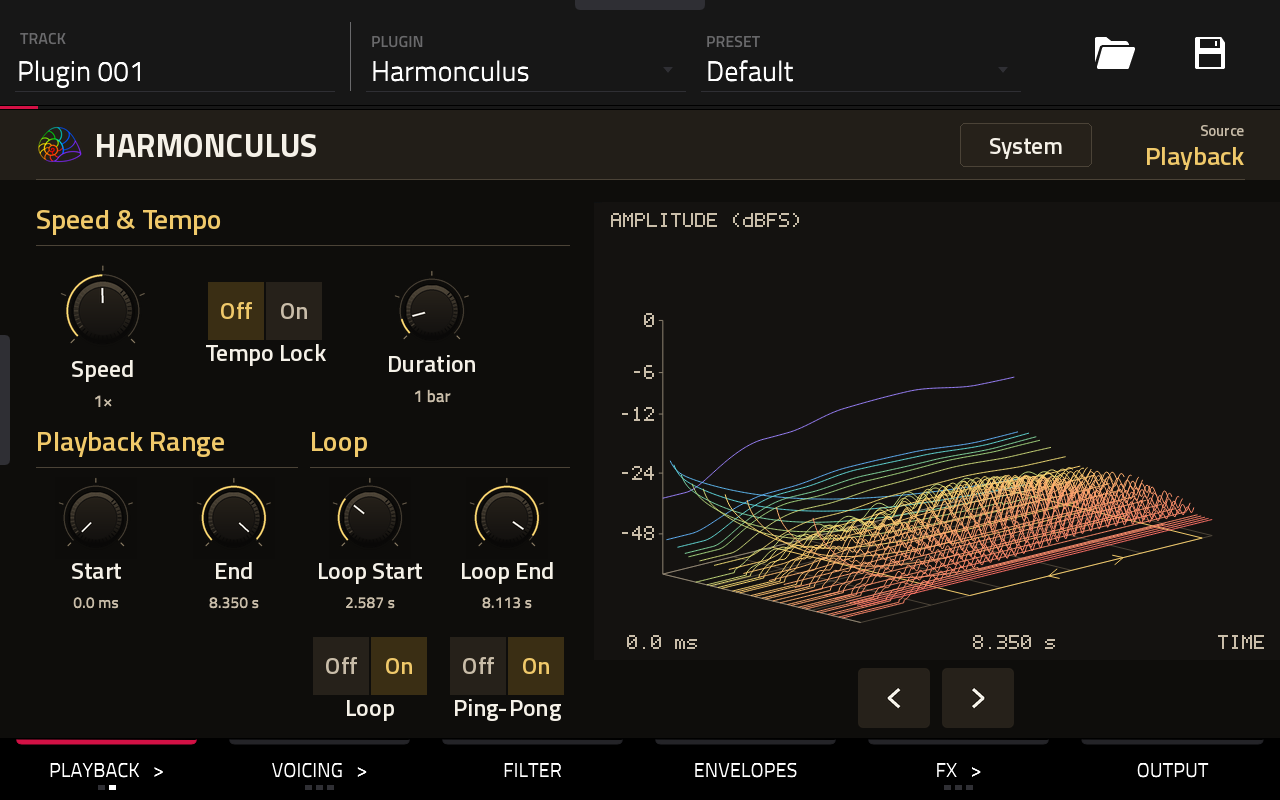 TRACK
Plugin 001
PLUGIN
Harmonculus
PRESET
Default
HARMONCULUS
System
Source
Playback
Speed & Tempo
Speed
1×
Off On
Tempo Lock
Duration
1 bar
Playback Range
Loop
Start
0.0 ms
End
8.350 s
Loop Start
2.587 s
Loop End
8.113 s
Off On
Loop
Off On
Ping-Pong
AMPLITUDE (dBFS)
0
-6
-12
-24
-48
0.0 ms
8.350 s
TIME
< >
PLAYBACK >
VOICING >
FILTER
ENVELOPES
FX >
OUTPUT